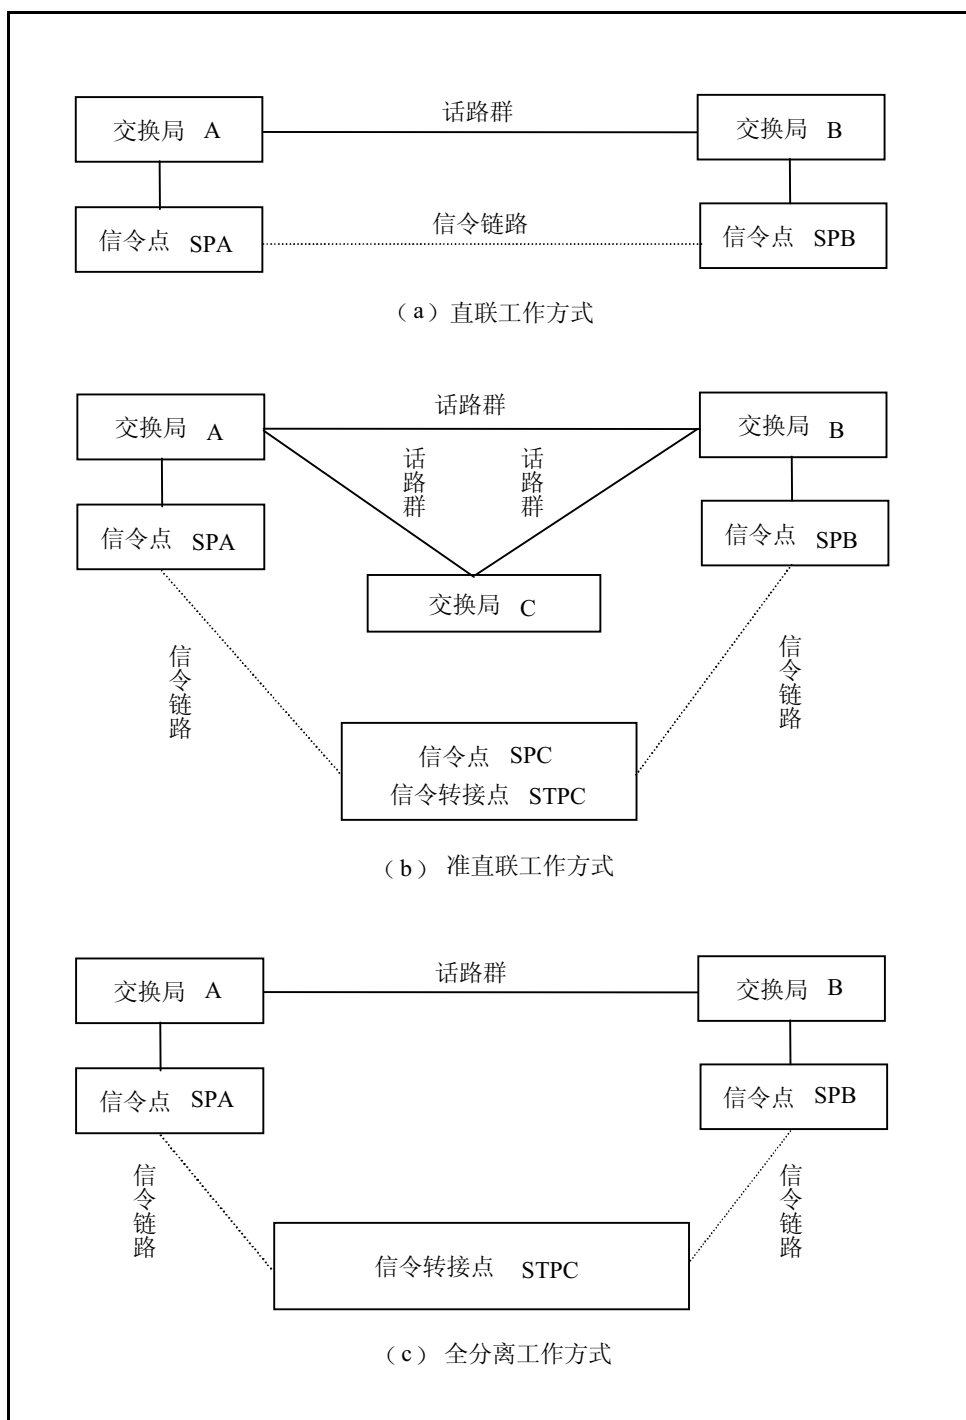 话路群
交换局 A
交换局 B
信令链路
信令点 SPA
信令点 SPB
（a）直联工作方式
话路群
交换局 A
交换局 B
话路群
话路群
信令点 SPA
信令点 SPB
交换局 C
信令链路
信令链路
信令点 SPC
信令转接点 STPC
（b） 准直联工作方式
话路群
交换局 A
交换局 B
信令点 SPA
信令点 SPB
信令链路
信令链路
信令转接点 STPC
（c） 全分离工作方式